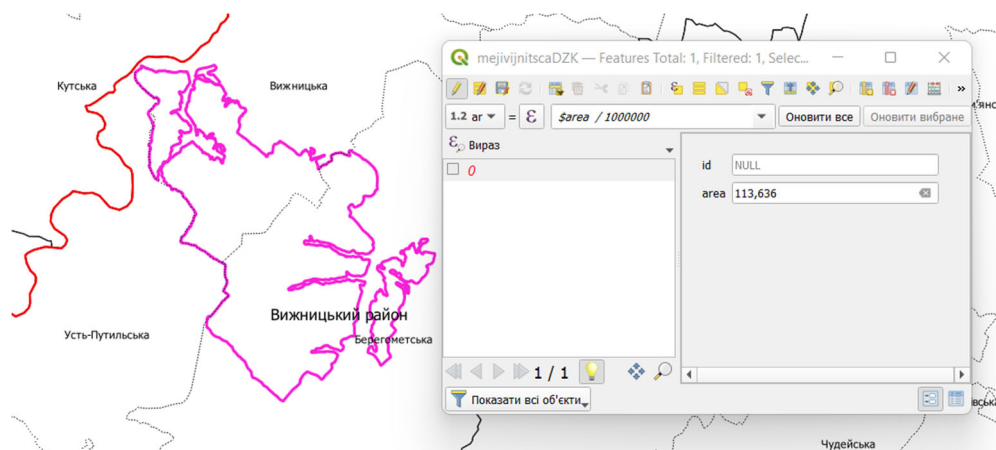 Кутська
Вижницька
Усть-Путильська
Вижницький район
Берегометська
Чудейська
mejivijnitscaDZK — Features Total: 1, Filtered: 1, Selec...
»
1.2 ar
=
ε
$area / 1000000
Оновити все
Оновити вибране
Вираз
0
id
NULL
area
113,636
1 / 1
Показати всі об'єкти